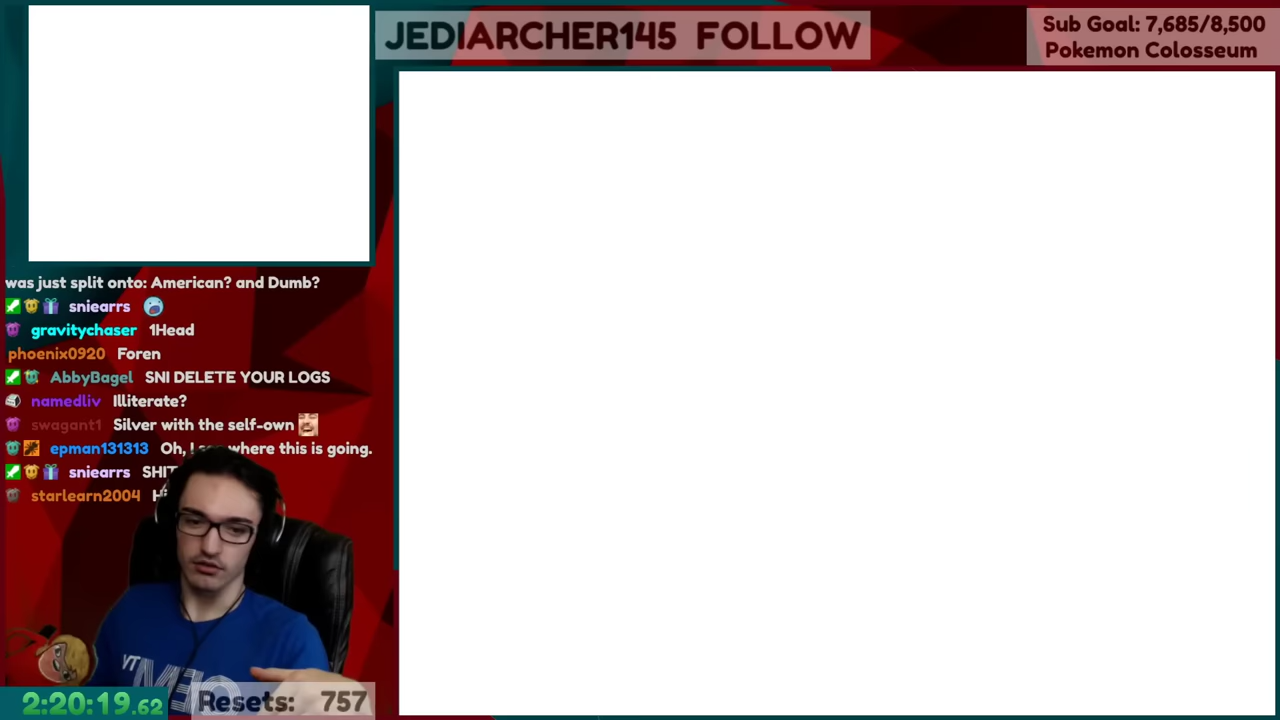 JEDIARCHER145 FOLLOW
Sub Goal: 7,685/8,500
Pokemon Colosseum
was just split onto: American? and Dumb?
sniearrs
gravitychaser 1Head
phoenix0920 Foren
AbbyBagel SNI DELETE YOUR LOGS
namedliv Illiterate?
swagant1 Silver with the self-own
epman131313 Oh, I see where this is going.
sniearrs SHIT
starlearn2004
YT
2:20:19.62
Resets: 757